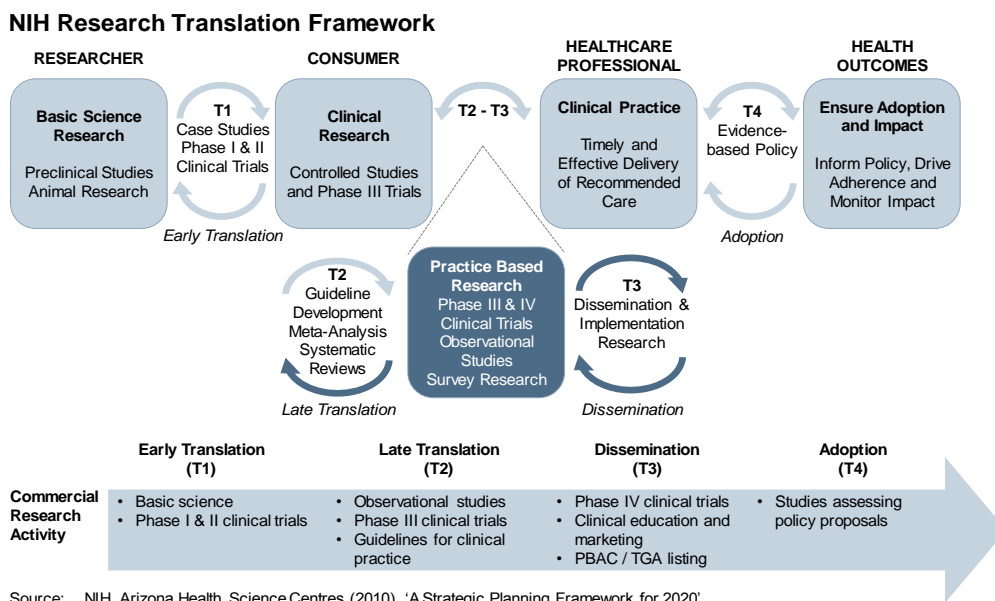 NIH Research Translation Framework
RESEARCHER
CONSUMER
HEALTHCARE
PROFESSIONAL
HEALTH
OUTCOMES
Basic Science
Research
Preclinical Studies
Animal Research
T1
Case Studies
Phase I & II
Clinical Trials
Early Translation
Clinical
Research
Controlled Studies
and Phase III Trials
T2 - T3
Clinical Practice
Timely and
Effective Delivery
of Recommended
Care
T4
Evidence-
based Policy
Adoption
Ensure Adoption
and Impact
Inform Policy, Drive
Adherence and
Monitor Impact
T2
Guideline
Development
Meta-Analysis
Systematic
Reviews
Late Translation
Practice Based
Research
Phase III & IV
Clinical Trials
Observational
Studies
Survey Research
T3
Dissemination &
Implementation
Research
Dissemination
Early Translation
(T1)
Late Translation
(T2)
Dissemination
(T3)
Adoption
(T4)
Commercial
Research
Activity
• Basic science
• Phase I & II clinical trials
• Observational studies
• Phase III clinical trials
• Guidelines for clinical
practice
• Phase IV clinical trials
• Clinical education and
marketing
• PBAC / TGA listing
• Studies assessing
policy proposals
Source: NIH, Arizona Health Science Centres (2010), 'A Strategic Planning Framework for 2020'